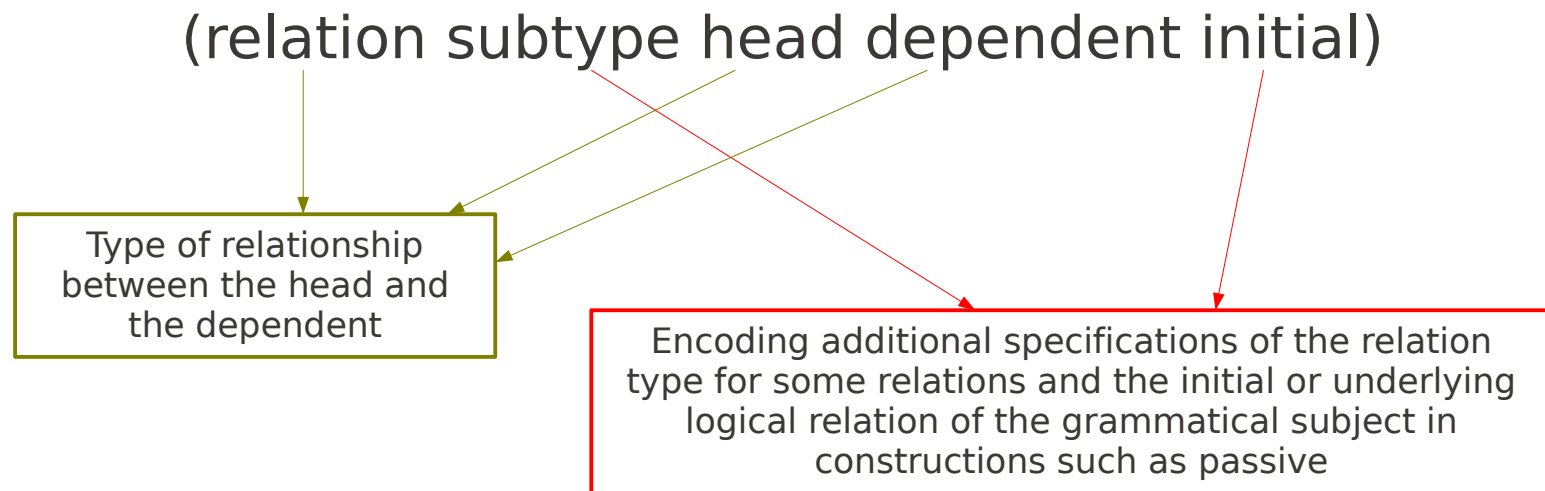 (relation subtype head dependent initial)
Type of relationship
between the head and
the dependent
Encoding additional specifications of the relation
type for some relations and the initial or underlying
logical relation of the grammatical subject in
constructions such as passive